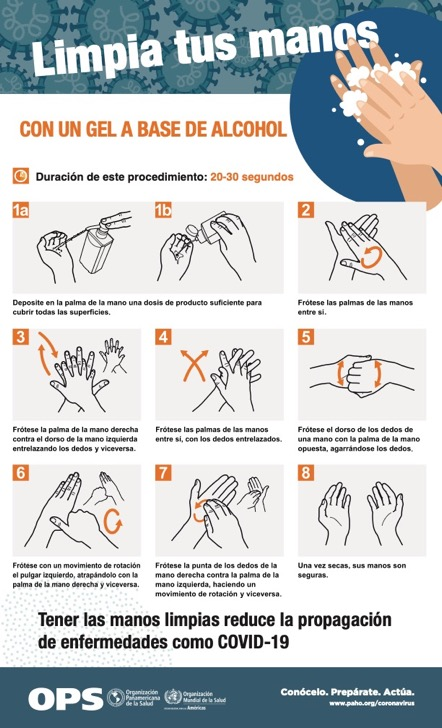 Limpia tus manos
CON UN GEL A BASE DE ALCOHOL
Duración de este procedimiento: 20-30 segundos
1a
1b
2
Deposite en la palma de la mano una dosis de producto suficiente para
cubrir todas las superficies.
Frótese las palmas de las manos
entre sí.
3
4
5
Frótese la palma de la mano derecha
contra el dorso de la mano izquierda
entrelazando los dedos y viceversa.
Frótese las palmas de las manos
entre sí, con los dedos entrelazados.
Frótese el dorso de los dedos de
una mano con la palma de la mano
opuesta, agarrándose los dedos.
6
7
8
Frótese con un movimiento de rotación
el pulgar izquierdo, atrapándolo con la
palma de la mano derecha y viceversa.
Frótese la punta de los dedos de la
mano derecha contra la palma de la
mano izquierda, haciendo un
movimiento de rotación y viceversa.
Una vez secas, sus manos son
seguras.
Tener las manos limpias reduce la propagación
de enfermedades como COVID-19
OPS
Organización
Panamericana
de la Salud
Organización
Mundial de la Salud
Américas
Conócelo. Prepárate. Actúa.
www.paho.org/coronavirus